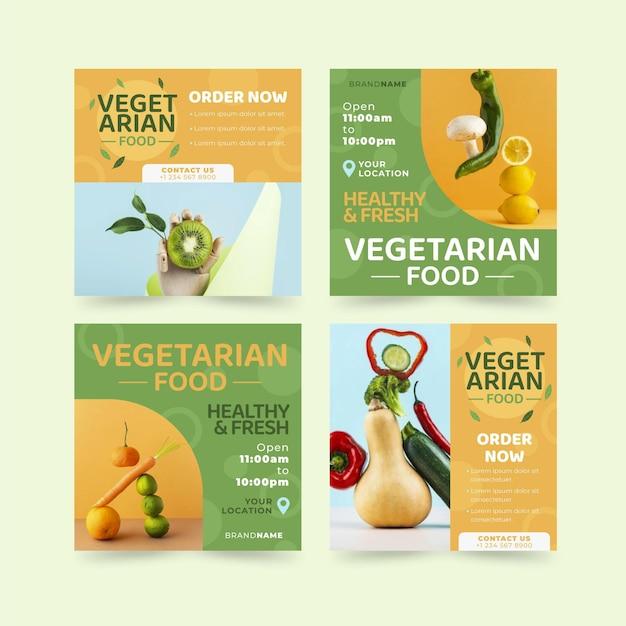 VEGET
ARIAN
FOOD
ORDER NOW
Lorem ipsum dolor sit amet.
Lorem ipsum dolor sit amet.
Lorem ipsum dolor sit amet.
CONTACT US
+1 234 567 8900
BRANDNAME
Open
11:00am
to
10:00pm
YOUR
LOCATION
HEALTHY
& FRESH
VEGETARIAN
FOOD
VEGETARIAN
FOOD
HEALTHY
& FRESH
Open
11:00am
to
10:00pm
YOUR
LOCATION
BRANDNAME
VEGET
ARIAN
FOOD
ORDER
NOW
Lorem ipsum dolor sit amet
consectetuer.
Lorem ipsum dolor sit amet
consectetuer.
Lorem ipsum dolor sit amet
consectetuer.
CONTACT US
+1 234 567 8900